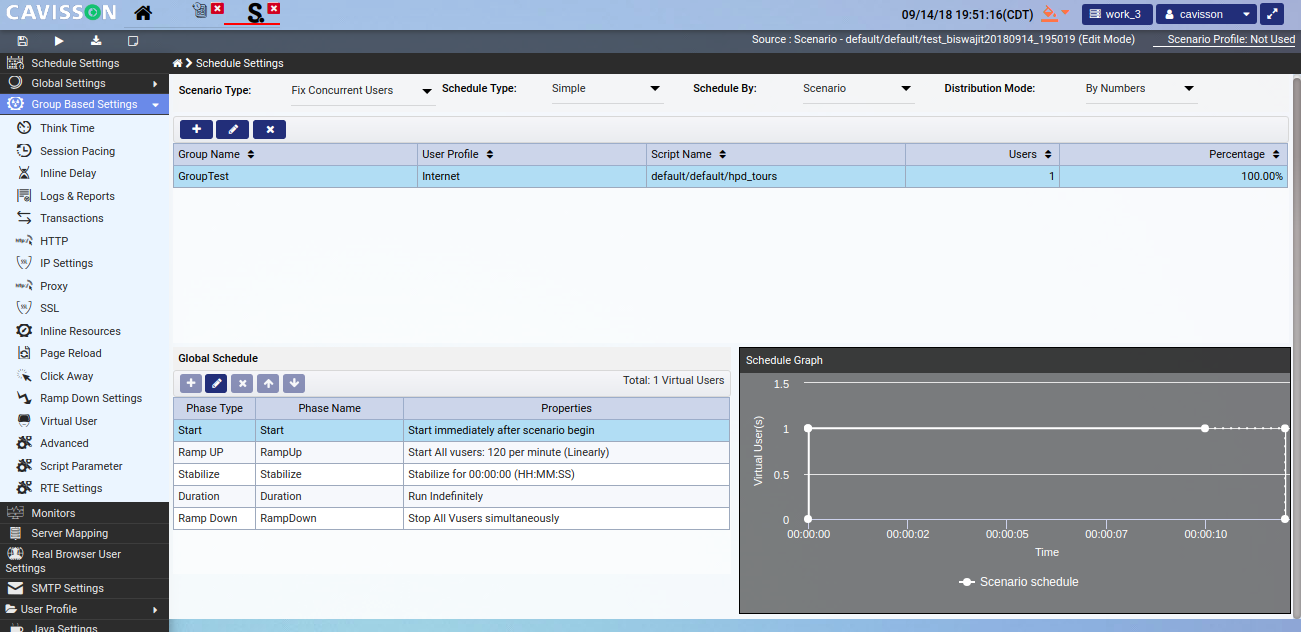 CAVISSON
S.
09/14/18 19:51:16(CDT)
work_3
cavisson
Source : Scenario - default/default/test_biswajit20180914_195019 (Edit Mode)
Scenario Profile: Not Used
Schedule Settings
Global Settings
Group Based Settings
Think Time
Session Pacing
Inline Delay
Logs & Reports
Transactions
HTTP
IP Settings
Proxy
SSL
Inline Resources
Page Reload
Click Away
Ramp Down Settings
Virtual User
Advanced
Script Parameter
RTE Settings
Monitors
Server Mapping
Real Browser User
Settings
SMTP Settings
User Profile
Java Settings
Schedule Settings
Scenario Type: Fix Concurrent Users Schedule Type: Simple Schedule By: Scenario Distribution Mode: By Numbers
Group Name User Profile Script Name Users Percentage
GroupTest Internet default/default/hpd_tours 1 100.00%
Global Schedule
Total: 1 Virtual Users
Phase Type Phase Name Properties
Start Start Start immediately after scenario begin
Ramp UP RampUp Start All vusers: 120 per minute (Linearly)
Stabilize Stabilize Stabilize for 00:00:00 (HH:MM:SS)
Duration Duration Run Indefinitely
Ramp Down RampDown Stop All Vusers simultaneously
Schedule Graph
Virtual User(s)
1.5
1
0.5
0
00:00:00 00:00:02 00:00:05 00:00:07 00:00:10
Time
Scenario schedule